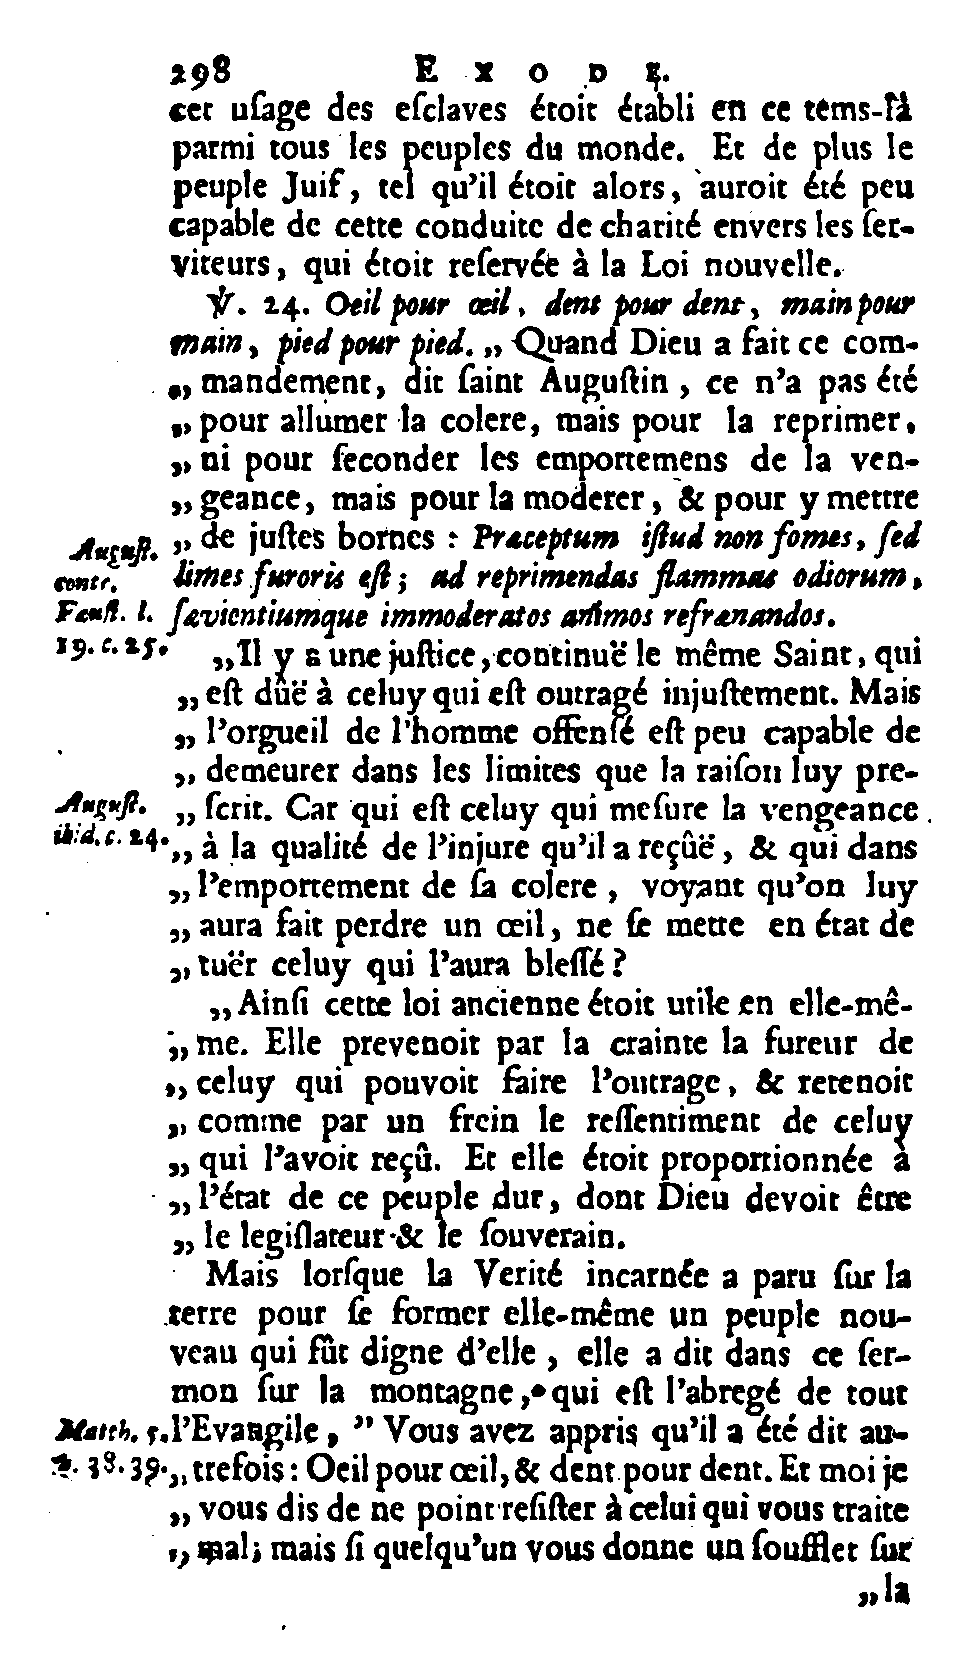 298 EXODE.
cet uſage des eſclaves étoit établi en ce tems-là
parmi tous les peuples du monde. Et de plus le
peuple Juif, tel qu'il étoit alors, auroit été peu
capable de cette conduite de charité envers les ſer-
viteurs, qui étoit reſervée à la Loi nouvelle.
℣. 24. Oeil pour œil, dent pour dent, main pour
main, pied pour pied. „ Quand Dieu a fait ce com-
„ mandement, dit ſaint Auguſtin, ce n'a pas été
„ pour allumer la colere, mais pour la reprimer,
„ ni pour ſeconder les emportemens de la ven-
„ geance, mais pour la moderer, & pour y mettre
„ de juſtes bornes : Præceptum iſtud non fomes, ſed
limes furoris eſt; ad reprimendas flammas odiorum,
ſævientiumque immoderatos animos refrænandos.
Auguſt.
contr.
Fauſt. l.
19. c. 25.
„Il y a une juſtice, continuë le même Saint, qui
„ eſt dûë à celuy qui eſt outragé injuſtement. Mais
„ l'orgueil de l'homme offenſé eſt peu capable de
„ demeurer dans les limites que la raiſon luy pre-
„ ſcrit. Car qui eſt celuy qui meſure la vengeance
„ à la qualité de l'injure qu'il a reçûë, & qui dans
„ l'emportement de ſa colere, voyant qu'on luy
„ aura fait perdre un œil, ne ſe mette en état de
„ tuër celuy qui l'aura bleſſé ?
Auguſt.
ibid. c. 24.
„ Ainſi cette loi ancienne étoit utile en elle-mê-
„ me. Elle prevenoit par la crainte la fureur de
„ celuy qui pouvoit faire l'outrage, & retenoit
„ comme par un frein le reſſentiment de celuy
„ qui l'avoit reçû. Et elle étoit proportionnée à
„ l'état de ce peuple dur, dont Dieu devoit être
„ le legiſlateur & le ſouverain.
Mais lorſque la Verité incarnée a paru ſur la
terre pour ſe former elle-même un peuple nou-
veau qui fût digne d'elle, elle a dit dans ce ſer-
mon ſur la montagne, qui eſt l'abregé de tout
l'Evangile, " Vous avez appris qu'il a été dit au-
„ trefois : Oeil pour œil, & dent pour dent. Et moi je
„ vous dis de ne point reſiſter à celui qui vous traite
„ mal; mais ſi quelqu'un vous donne un ſoufflet ſur
Matth. 5.
℣. 38. 39.
„ la